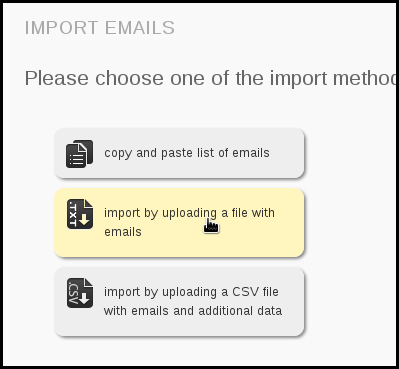 IMPORT EMAILS
Please choose one of the import metho
copy and paste list of emails
.TXT
import by uploading a file with
emails
.CSV
import by uploading a CSV file
with emails and additional data